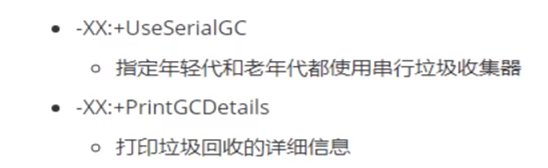 -XX:+UseSerialGC
指定年轻代和老年代都使用串行垃圾收集器
-XX:+PrintGCDetails
打印垃圾回收的详细信息